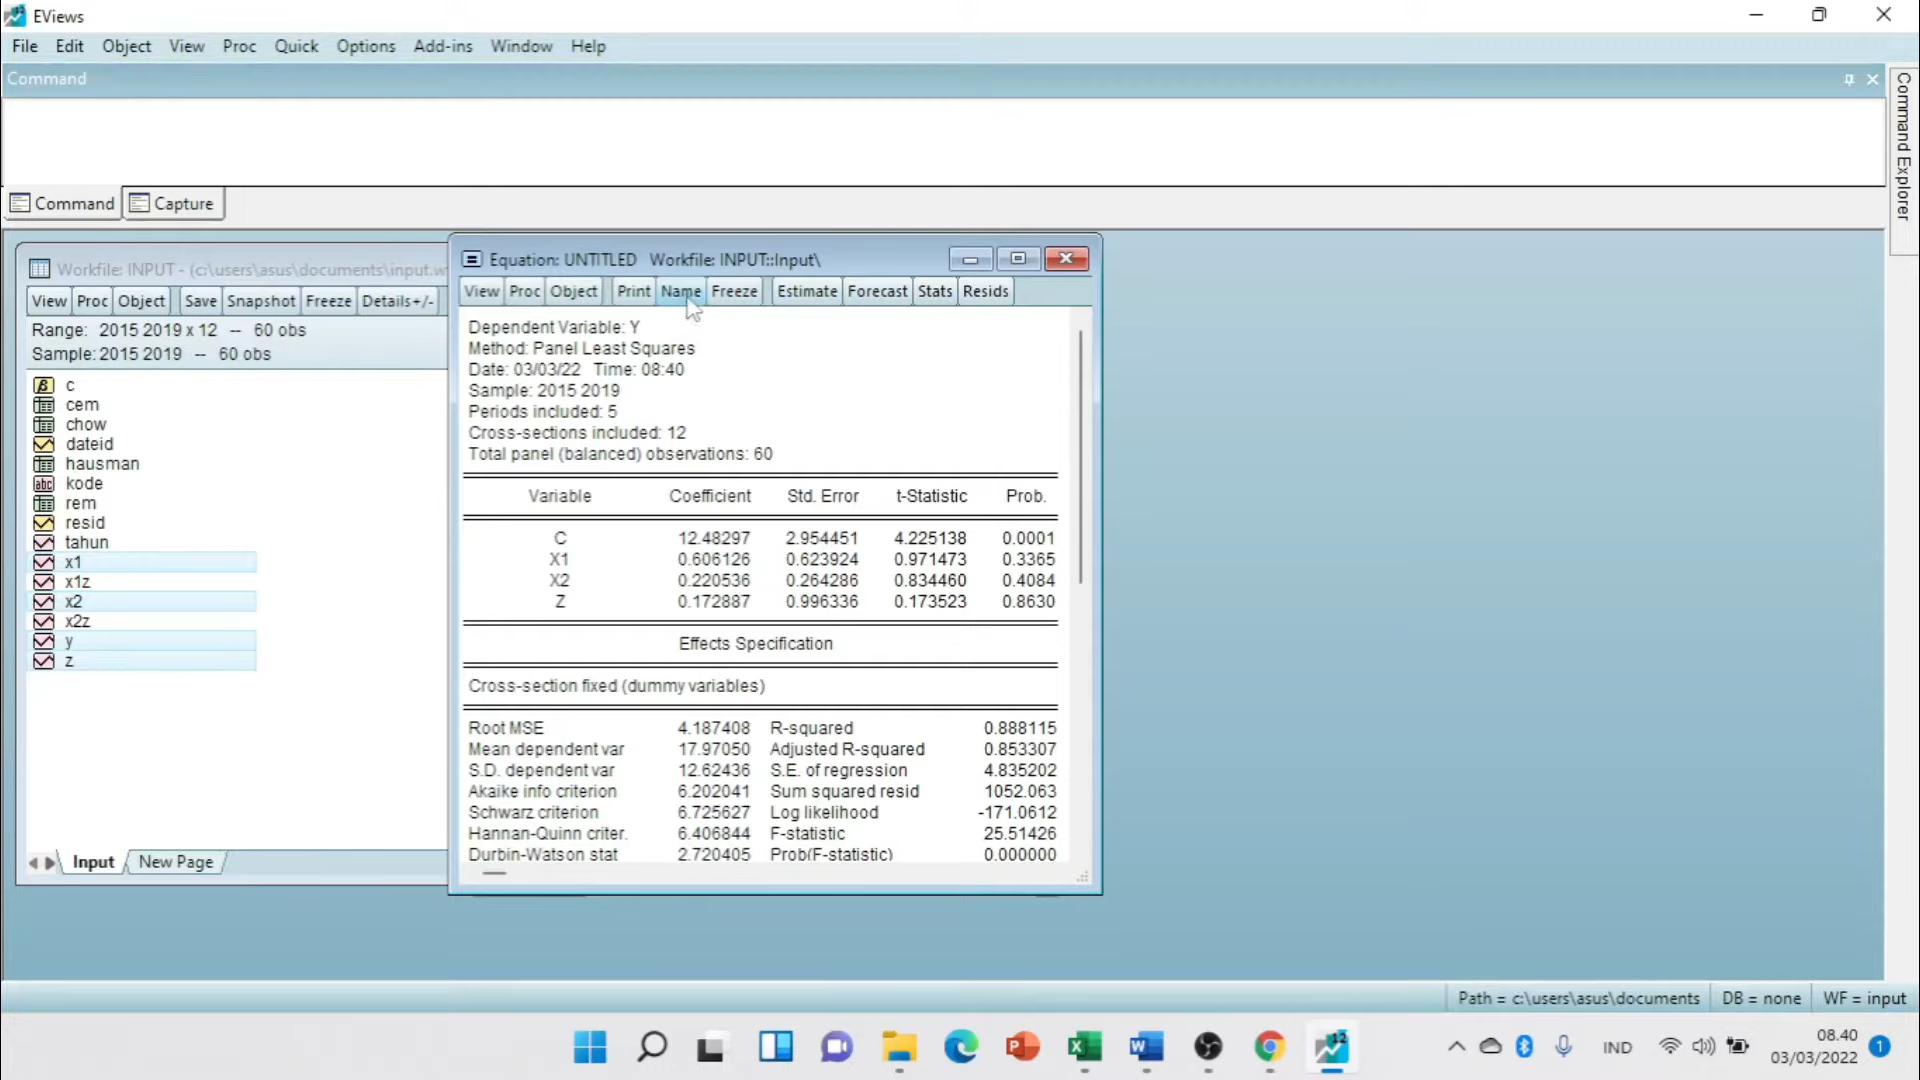 EViews
File Edit Object View Proc Quick Options Add-ins Window Help
Command
Command Explorer
Command Capture
Workfile: INPUT - (c:\users\asus\documents\input.w
View Proc Object Save Snapshot Freeze Details+/-
Range: 2015 2019 x 12 -- 60 obs
Sample: 2015 2019 -- 60 obs
β c
cem
chow
dateid
hausman
abc kode
rem
resid
tahun
x1
x1z
x2
x2z
y
z
Input New Page
Equation: UNTITLED Workfile: INPUT::Input\
View Proc Object Print Name Freeze Estimate Forecast Stats Resids
Dependent Variable: Y
Method: Panel Least Squares
Date: 03/03/22 Time: 08:40
Sample: 2015 2019
Periods included: 5
Cross-sections included: 12
Total panel (balanced) observations: 60
Variable Coefficient Std. Error t-Statistic Prob.
C 12.48297 2.954451 4.225138 0.0001
X1 0.606126 0.623924 0.971473 0.3365
X2 0.220536 0.264286 0.834460 0.4084
Z 0.172887 0.996336 0.173523 0.8630
Effects Specification
Cross-section fixed (dummy variables)
Root MSE 4.187408 R-squared 0.888115
Mean dependent var 17.97050 Adjusted R-squared 0.853307
S.D. dependent var 12.62436 S.E. of regression 4.835202
Akaike info criterion 6.202041 Sum squared resid 1052.063
Schwarz criterion 6.725627 Log likelihood -171.0612
Hannan-Quinn criter. 6.406844 F-statistic 25.51426
Durbin-Watson stat 2.720405 Prob(F-statistic) 0.000000
Path = c:\users\asus\documents DB = none WF = input
P X W 12 IND 08.40 1
03/03/2022